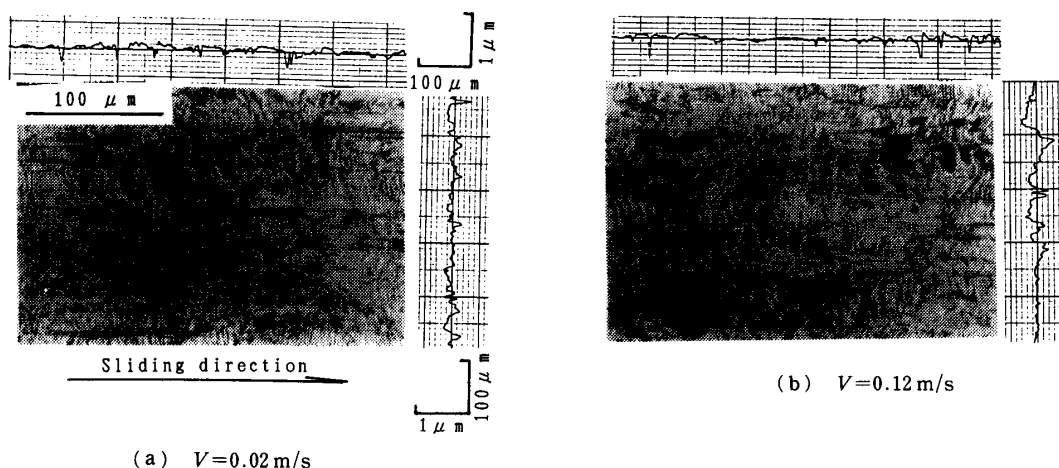 1 μm
100 μm
100 μm
Sliding direction
100 μm
1 μm
(a) V=0.02 m/s
(b) V=0.12 m/s